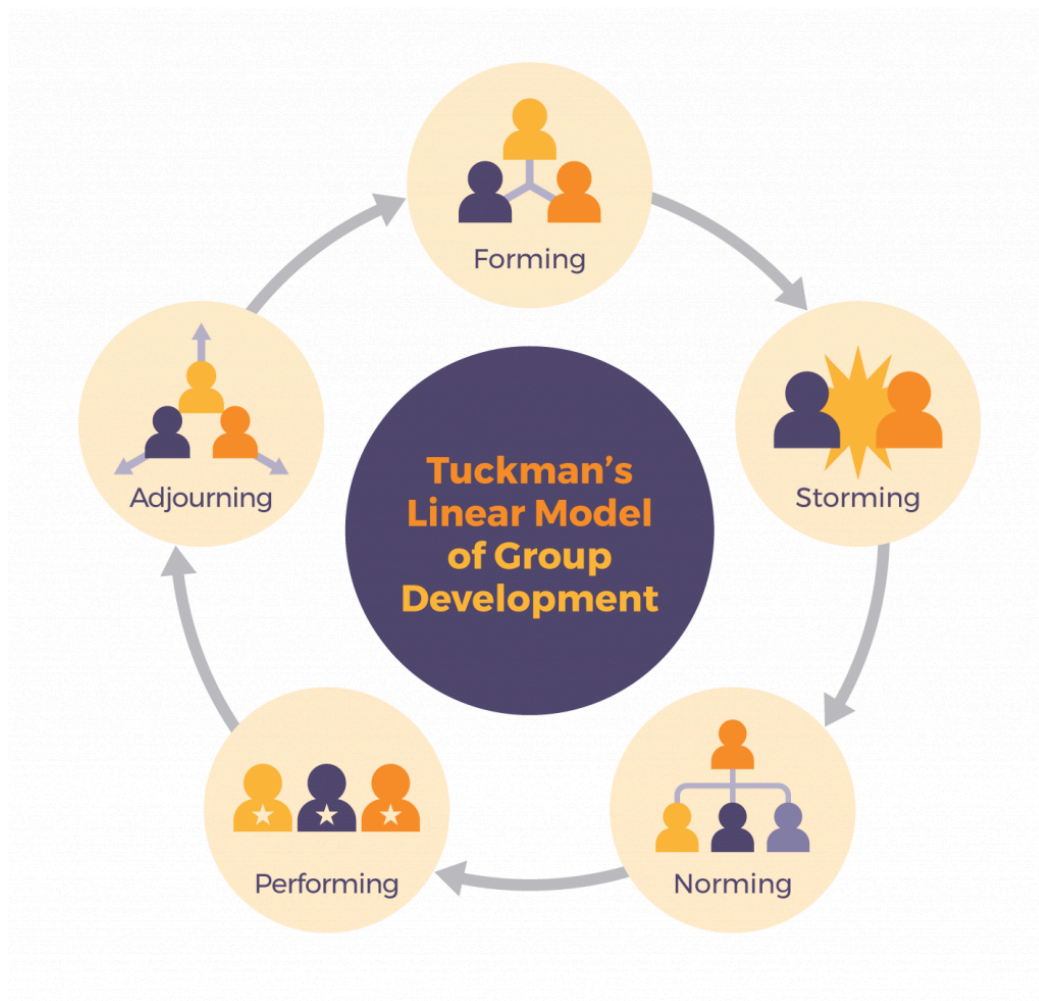 Forming
Storming
Norming
Performing
Adjourning
Tuckman’s
Linear Model
of Group
Development